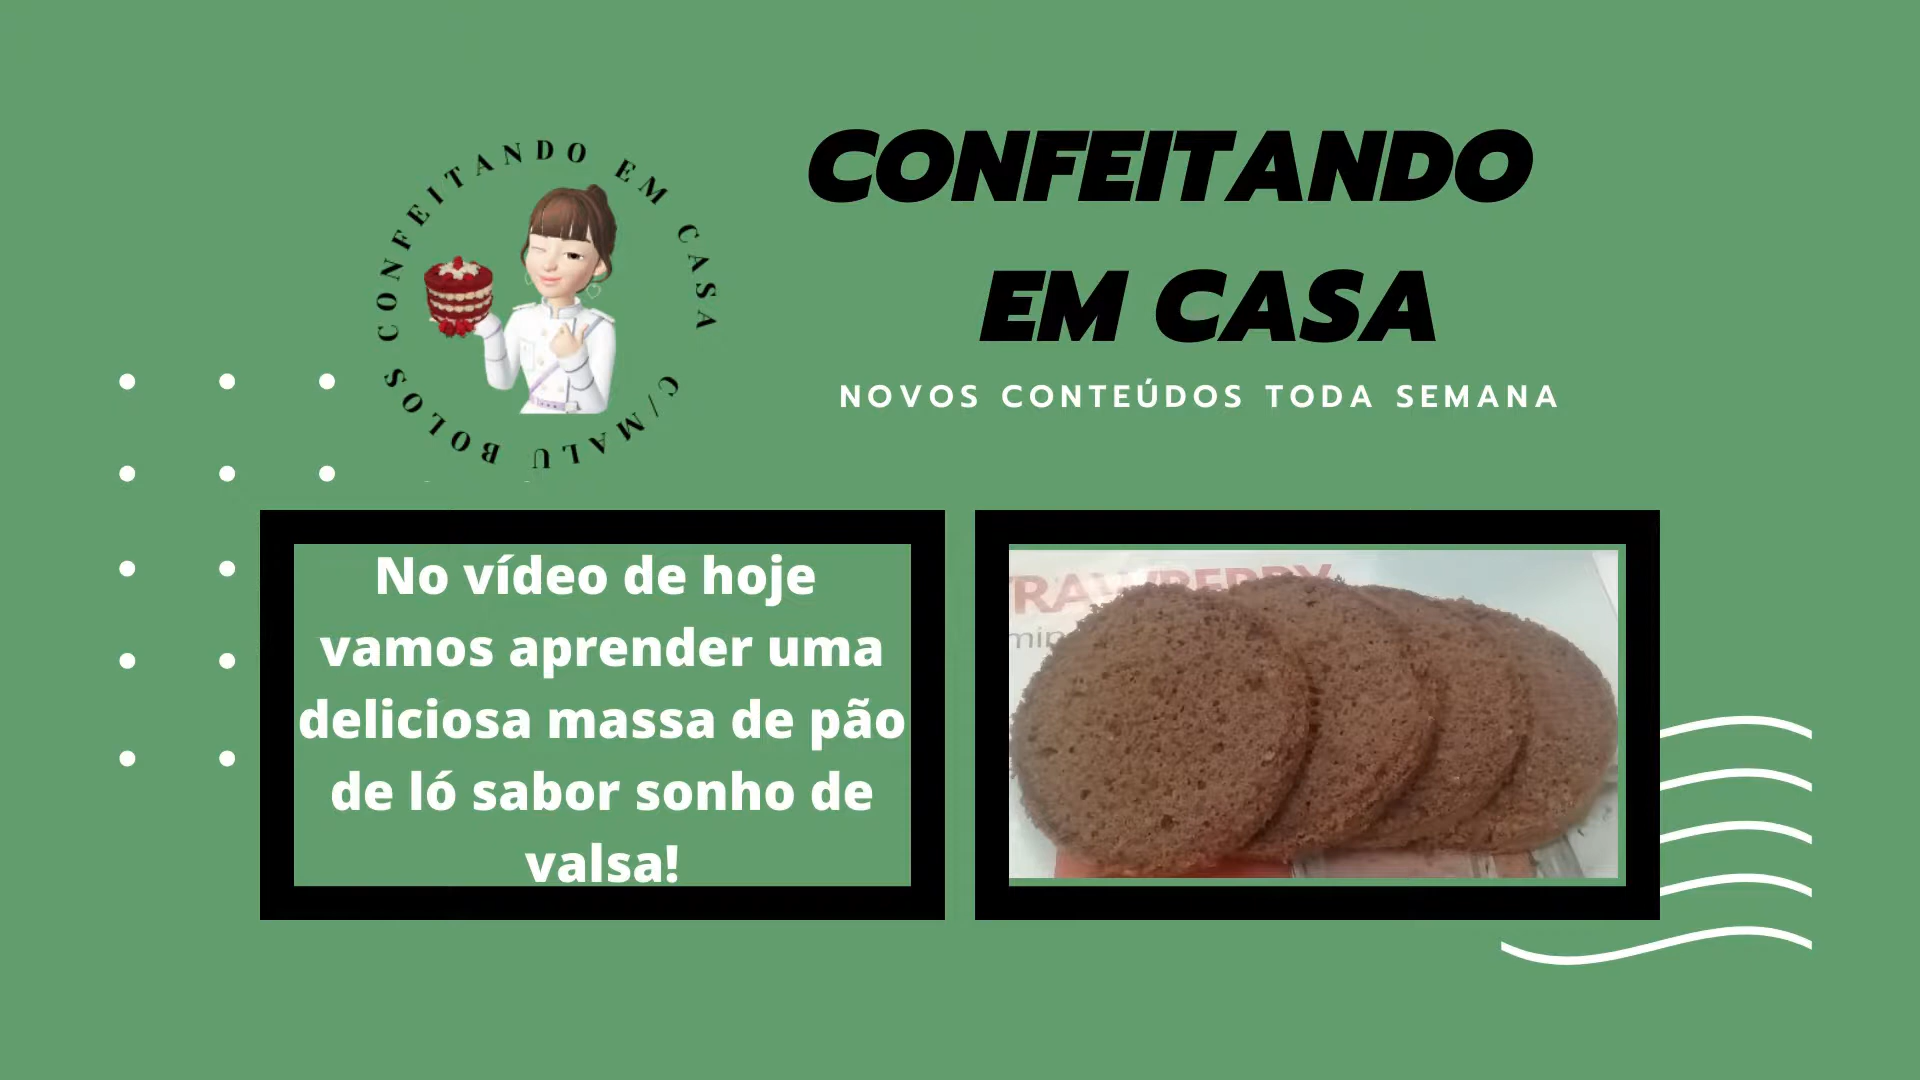 CONFEITANDO EM CASA
C/MALU BOLOS
CONFEITANDO
EM CASA
NOVOS CONTEÚDOS TODA SEMANA
No vídeo de hoje
vamos aprender uma
deliciosa massa de pão
de ló sabor sonho de
valsa!